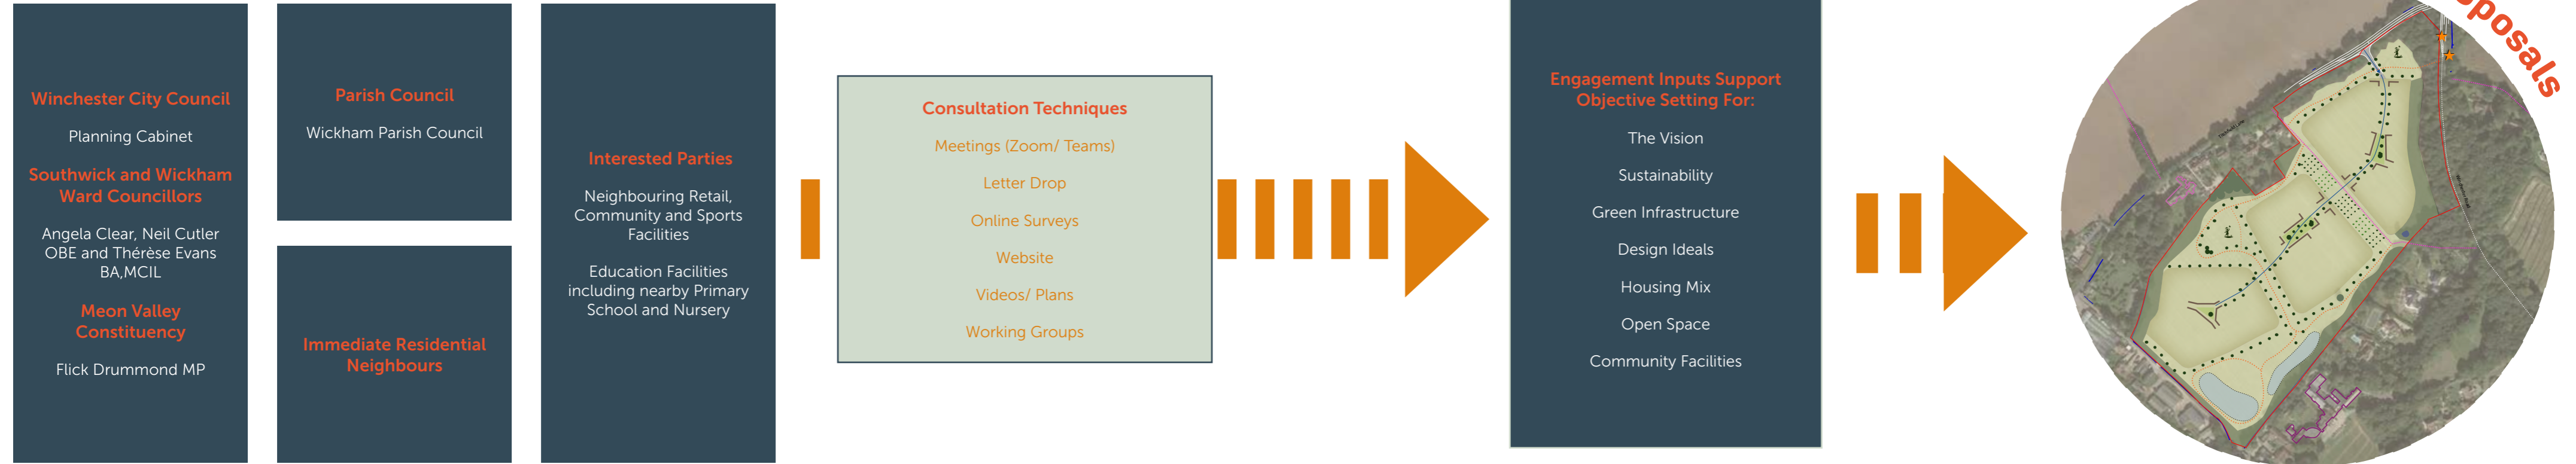 Winchester City Council
Planning Cabinet
Southwick and Wickham
Ward Councillors
Angela Clear, Neil Cutler
OBE and Thérèse Evans
BA,MCIL
Meon Valley
Constituency
Flick Drummond MP
Parish Council
Wickham Parish Council
Immediate Residential
Neighbours
Interested Parties
Neighbouring Retail,
Community and Sports
Facilities
Education Facilities
including nearby Primary
School and Nursery
Consultation Techniques
Meetings (Zoom/ Teams)
Letter Drop
Online Surveys
Website
Videos/ Plans
Working Groups
Engagement Inputs Support
Objective Setting For:
The Vision
Sustainability
Green Infrastructure
Design Ideals
Housing Mix
Open Space
Community Facilities
posals